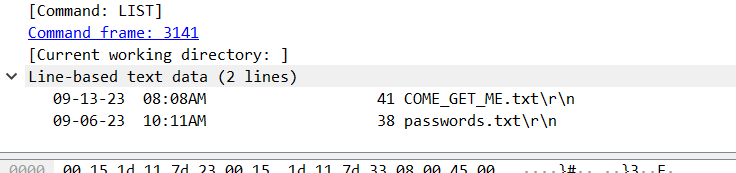 [Command: LIST]
Command frame: 3141
[Current working directory: ]
Line-based text data (2 lines)
09-13-23  08:08AM                   41 COME_GET_ME.txt\r\n
09-06-23  10:11AM                   38 passwords.txt\r\n
0000  00 15 1d 11 7d 23 00 15  1d 11 7d 33 08 00 45 00   ····}#·· ··}3··E·